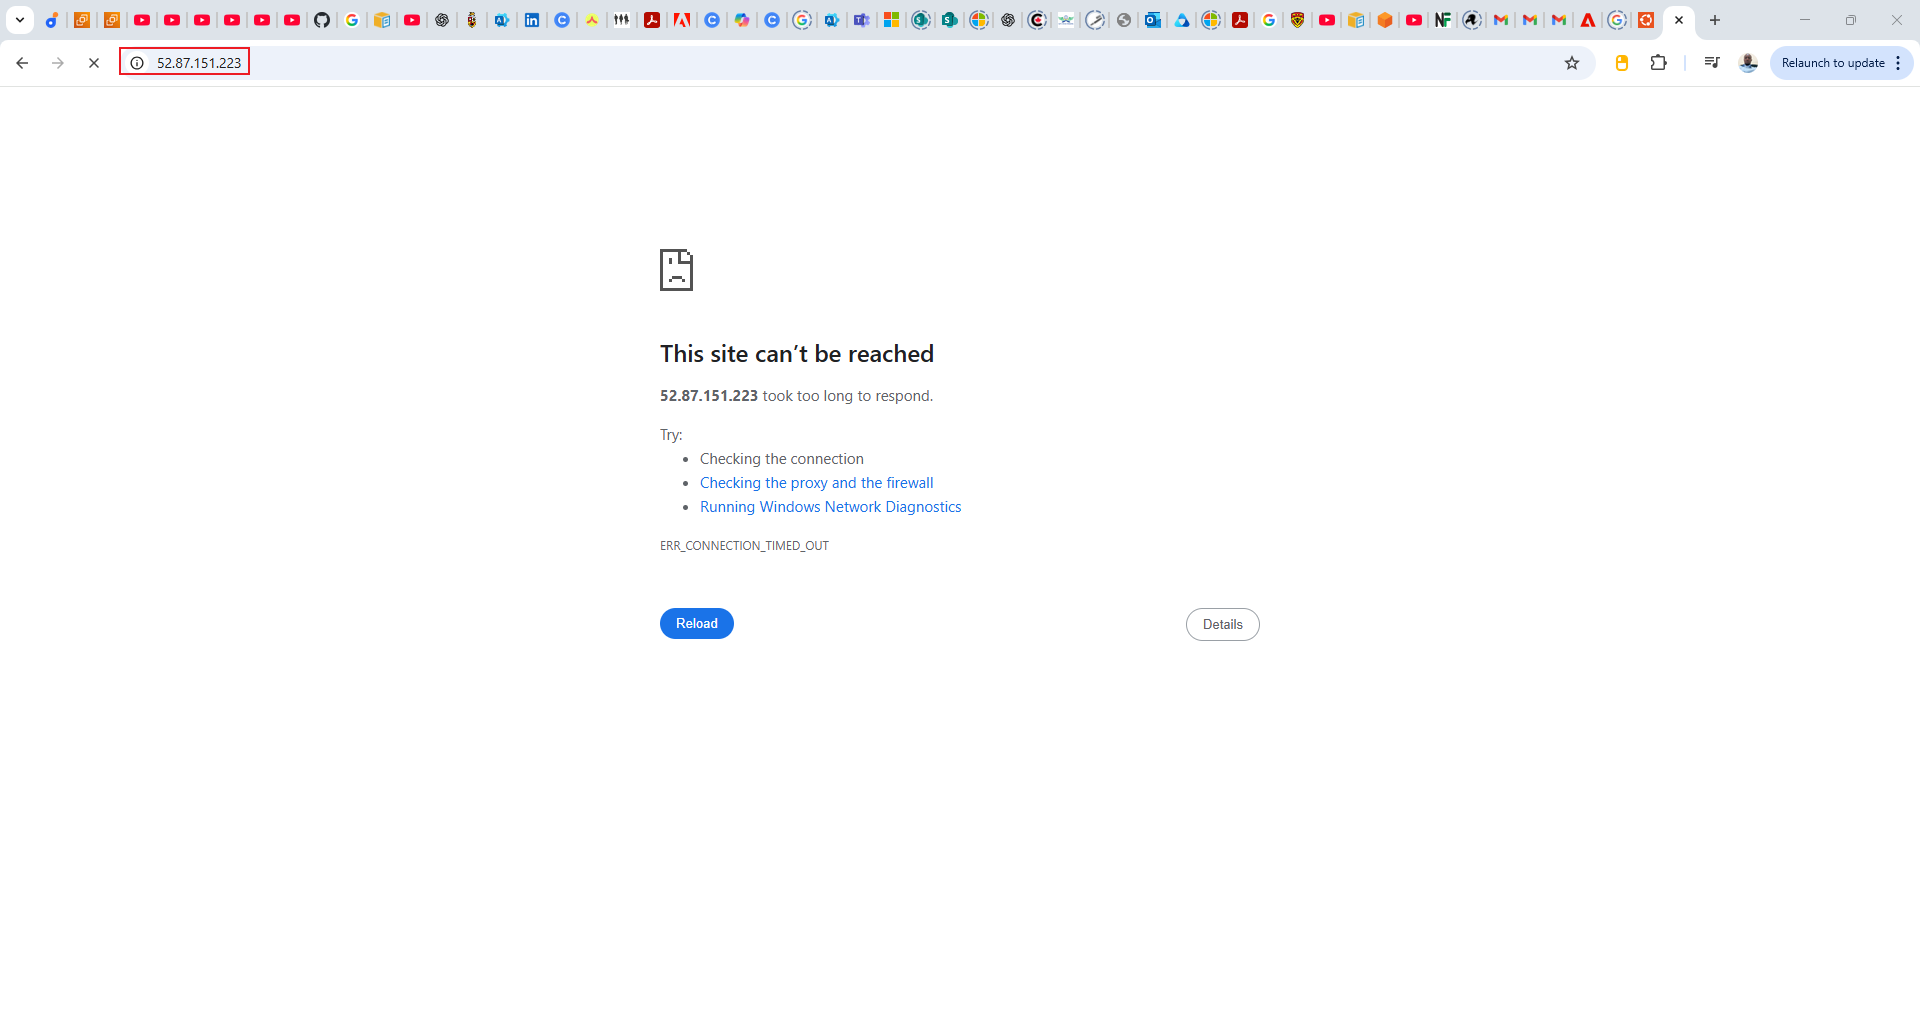 52.87.151.223
Relaunch to update
This site can’t be reached
52.87.151.223 took too long to respond.
Try:
Checking the connection
Checking the proxy and the firewall
Running Windows Network Diagnostics
ERR_CONNECTION_TIMED_OUT
Reload
Details